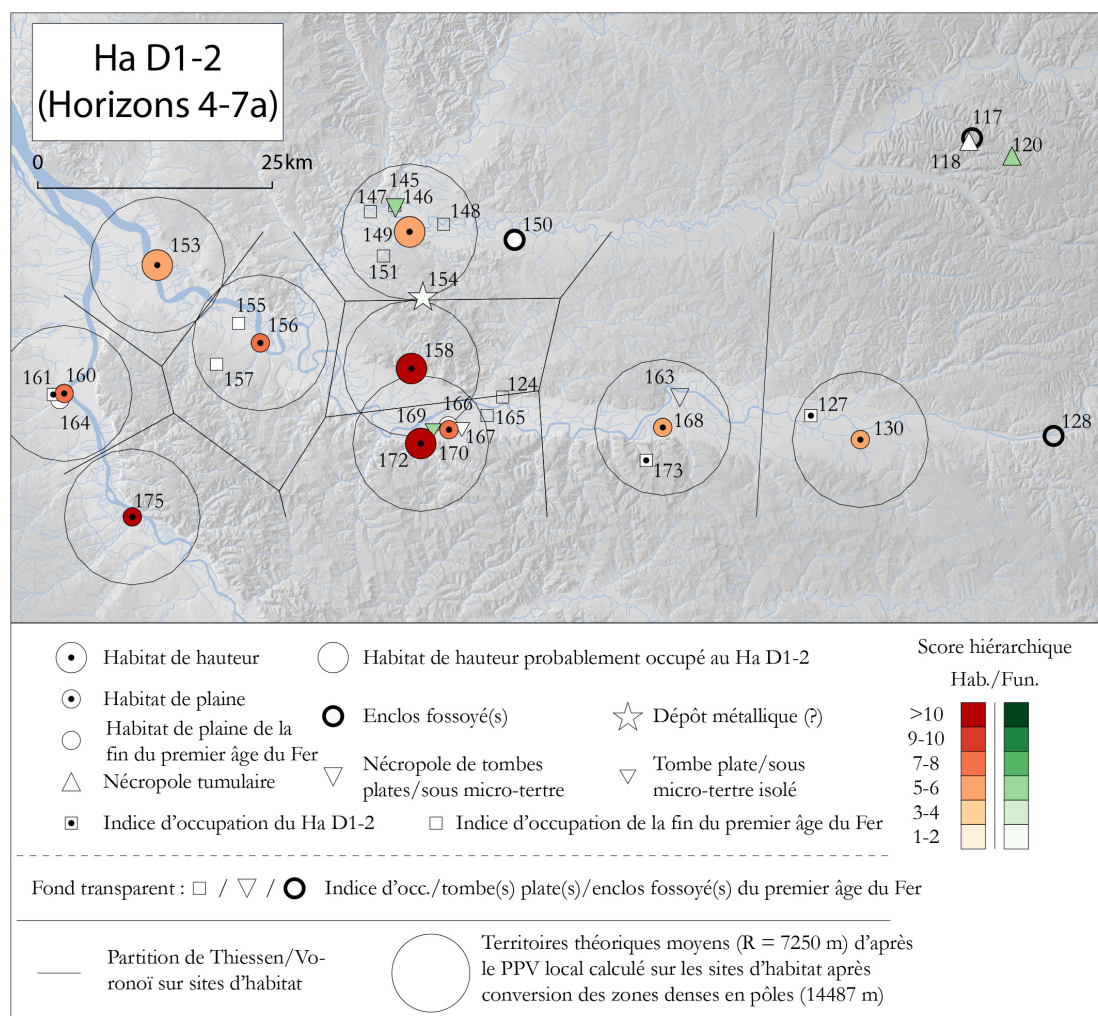 Ha D1-2
(Horizons 4-7a)
0
25 km
117
118
120
145
147
146
148
149
150
151
153
154
155
156
157
158
124
163
161
160
164
169
166
165
167
168
127
128
130
172
170
173
175
Habitat de hauteur
Habitat de hauteur probablement occupé au Ha D1-2
Habitat de plaine
Habitat de plaine de la
fin du premier âge du Fer
Enclos fossoyé(s)
Dépôt métallique (?)
Nécropole tumulaire
Nécropole de tombes
plates/sous micro-tertre
Tombe plate/sous
micro-tertre isolé
Indice d'occupation du Ha D1-2
Indice d'occupation de la fin du premier âge du Fer
Score hiérarchique
Hab./Fun.
>10
9-10
7-8
5-6
3-4
1-2
Fond transparent : / / Indice d'occ./tombe(s) plate(s)/enclos fossoyé(s) du premier âge du Fer
Partition de Thiessen/Vo-
ronoï sur sites d'habitat
Territoires théoriques moyens (R = 7250 m) d'après
le PPV local calculé sur les sites d'habitat après
conversion des zones denses en pôles (14487 m)